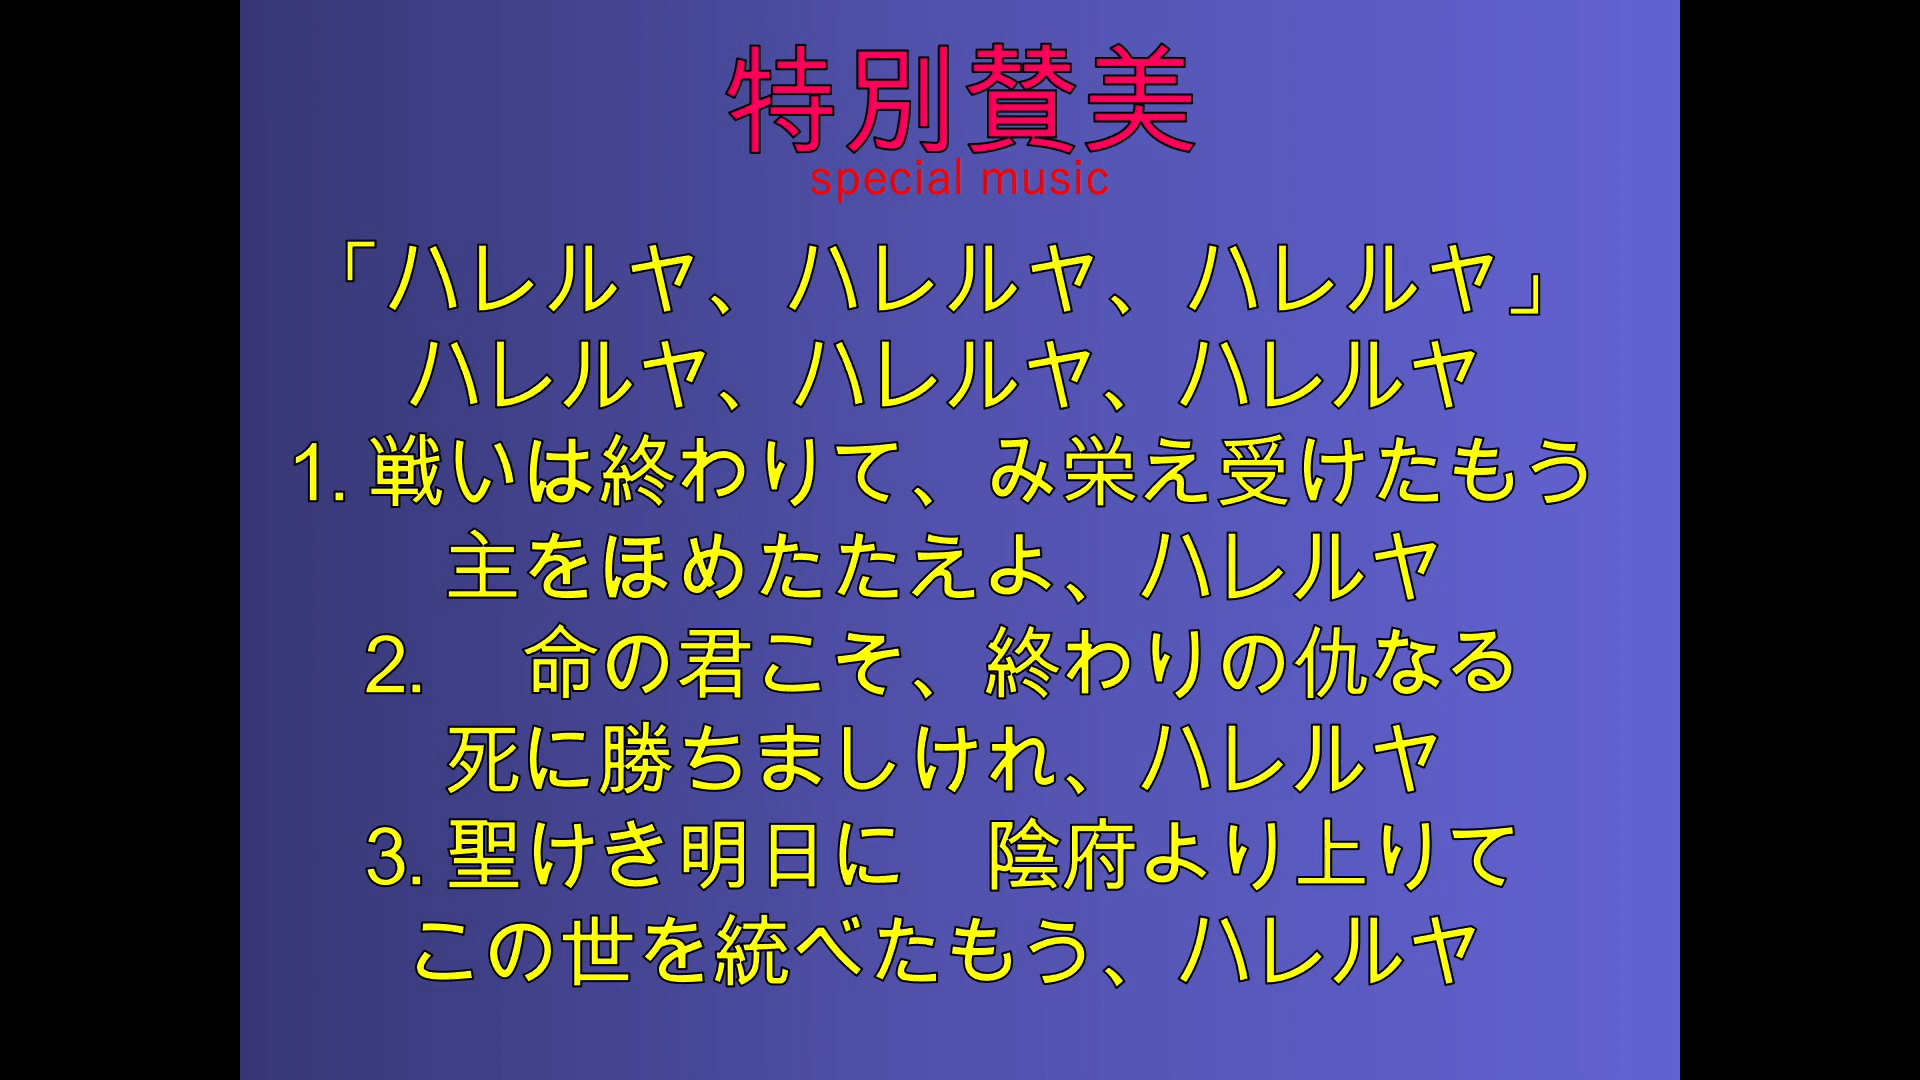 特別賛美
special music
「ハレルヤ、ハレルヤ、ハレルヤ」
ハレルヤ、ハレルヤ、ハレルヤ
1. 戦いは終わりて、み栄え受けたもう
主をほめたたえよ、ハレルヤ
2.　命の君こそ、終わりの仇なる
死に勝ちましけれ、ハレルヤ
3. 聖けき明日に　陰府より上りて
この世を統べたもう、ハレルヤ